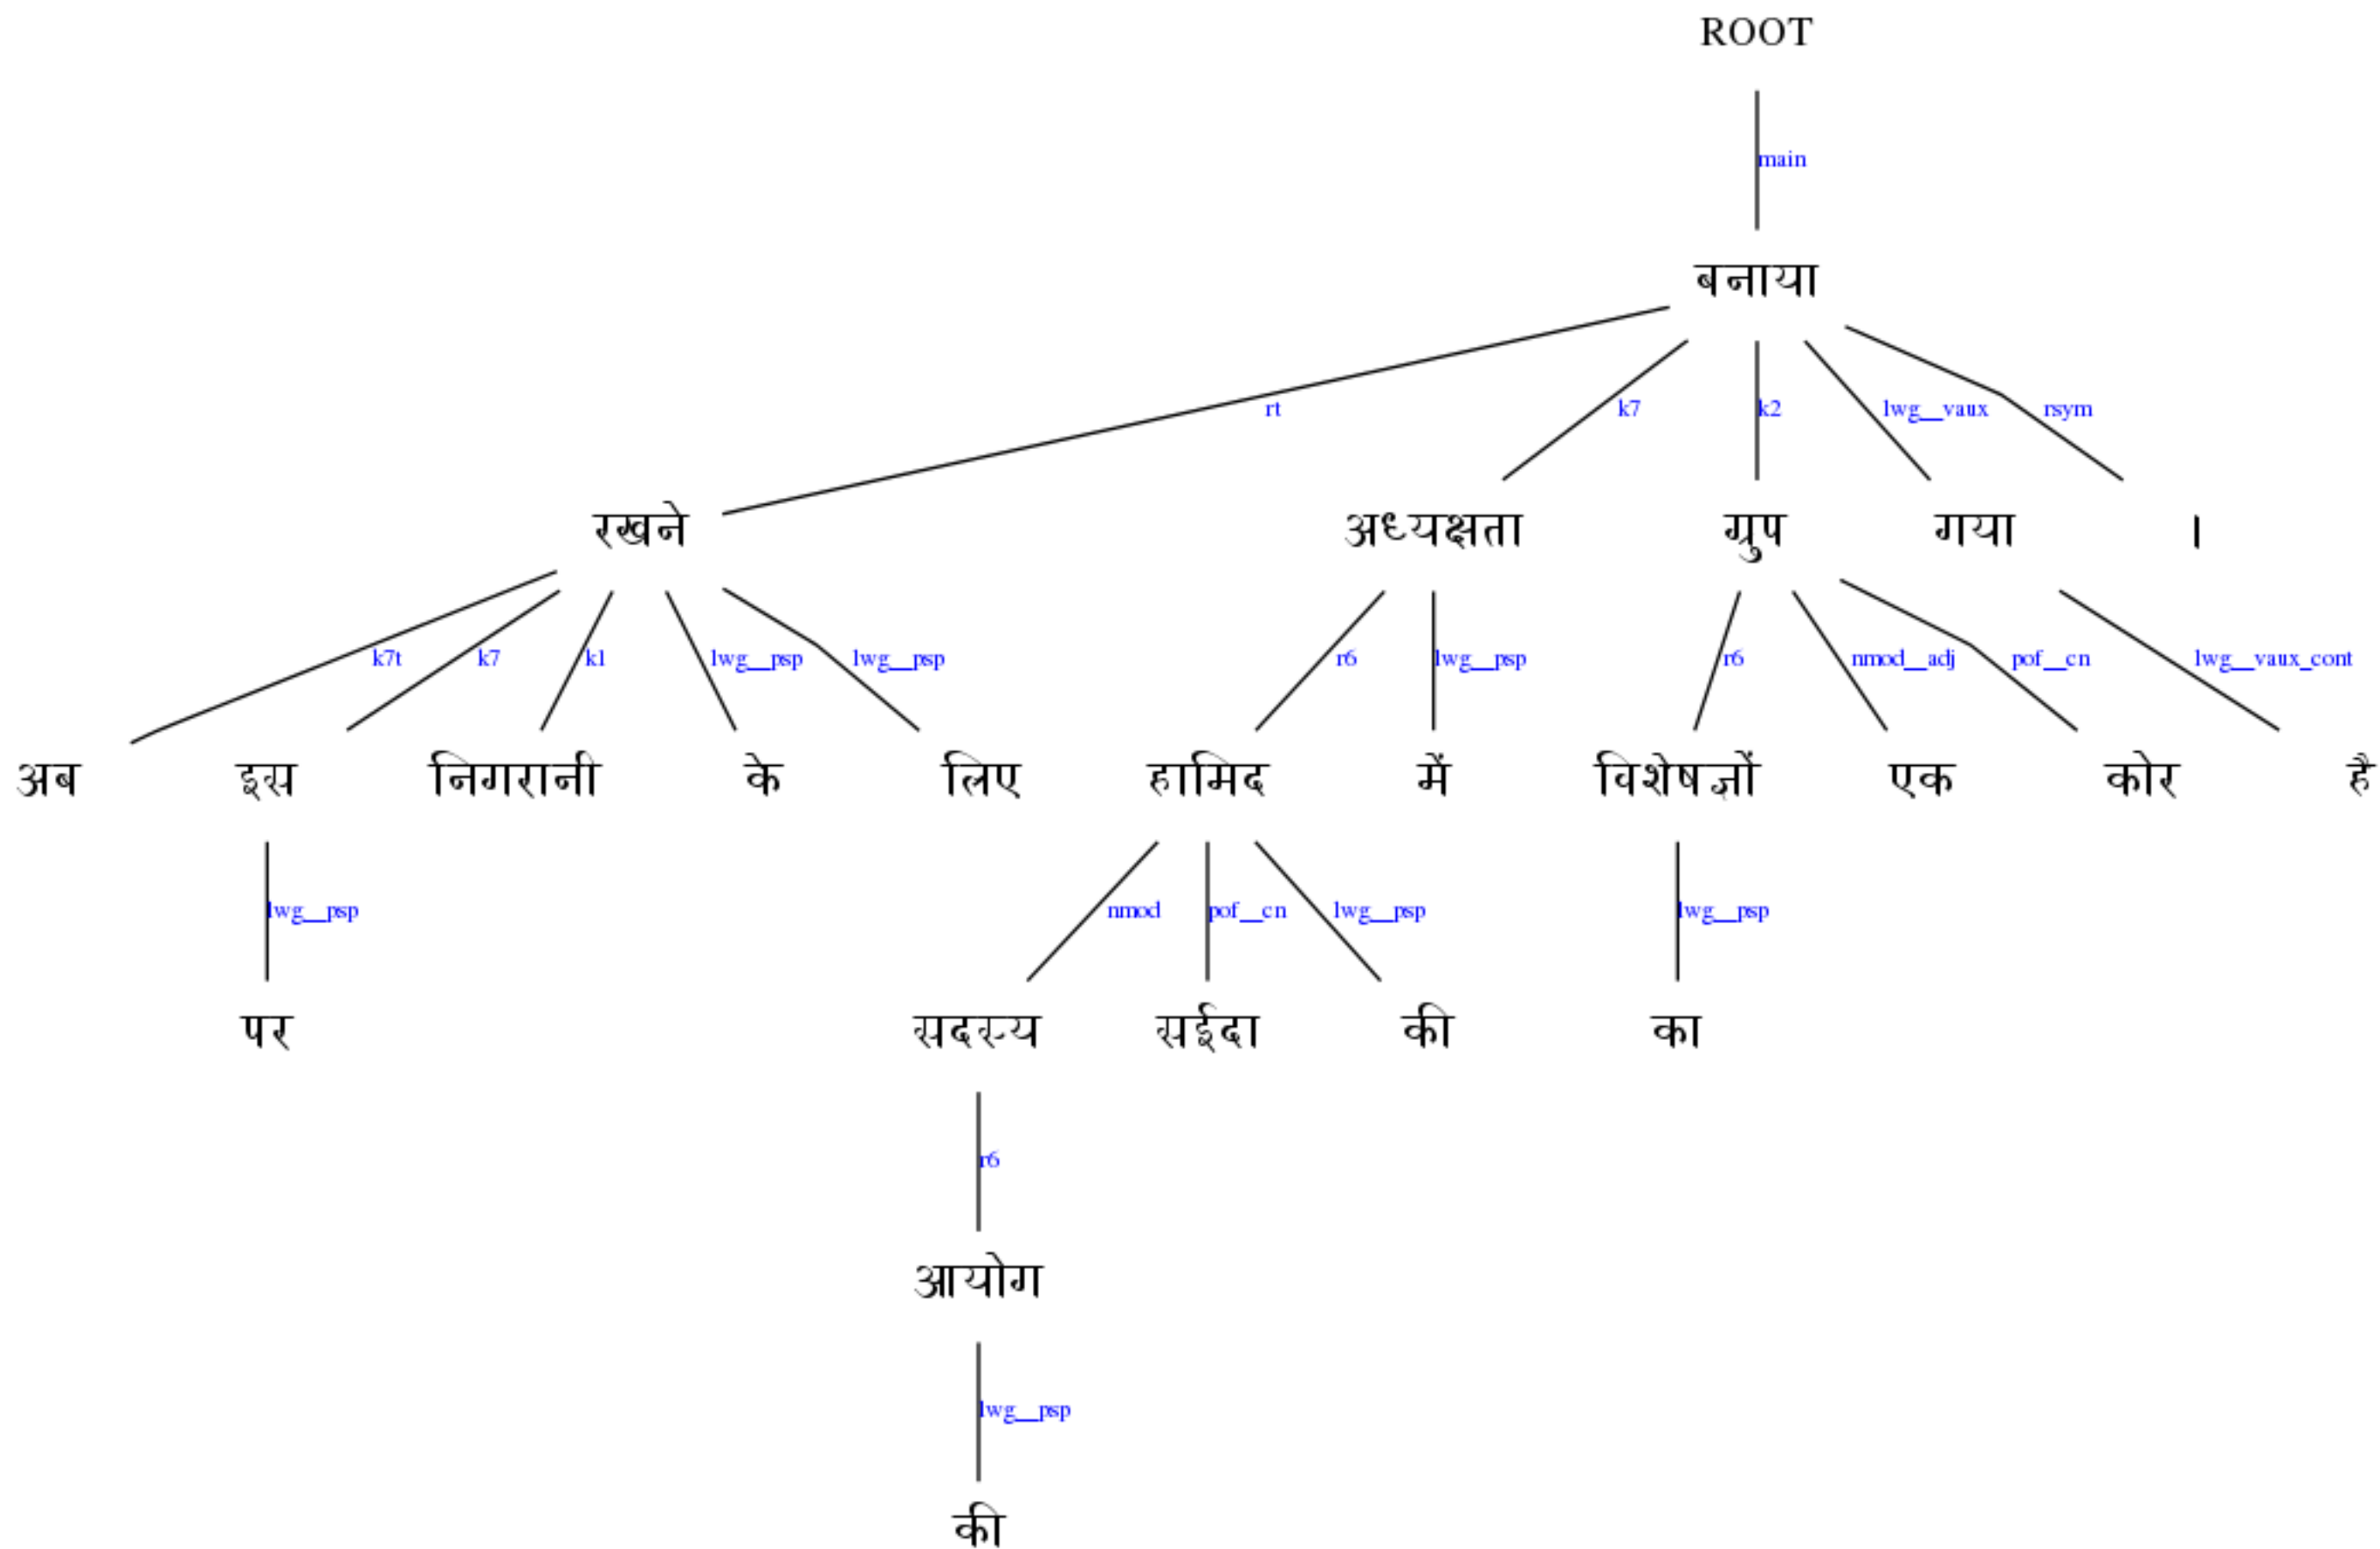 ROOT
main
बनाया
rt k7 k2 lwg__vaux rsym
रखने अध्यक्षता ग्रुप गया ।
k7t k7 k1 lwg__psp lwg__psp r6 lwg__psp r6 nmod__adj pof__cn lwg__vaux_cont
अब इस निगरानी के लिए हामिद में विशेषज्ञों एक कोर है
lwg__psp nmod pof__cn lwg__psp lwg__psp
पर सदस्य सईदा की का
r6
आयोग
lwg__psp
की